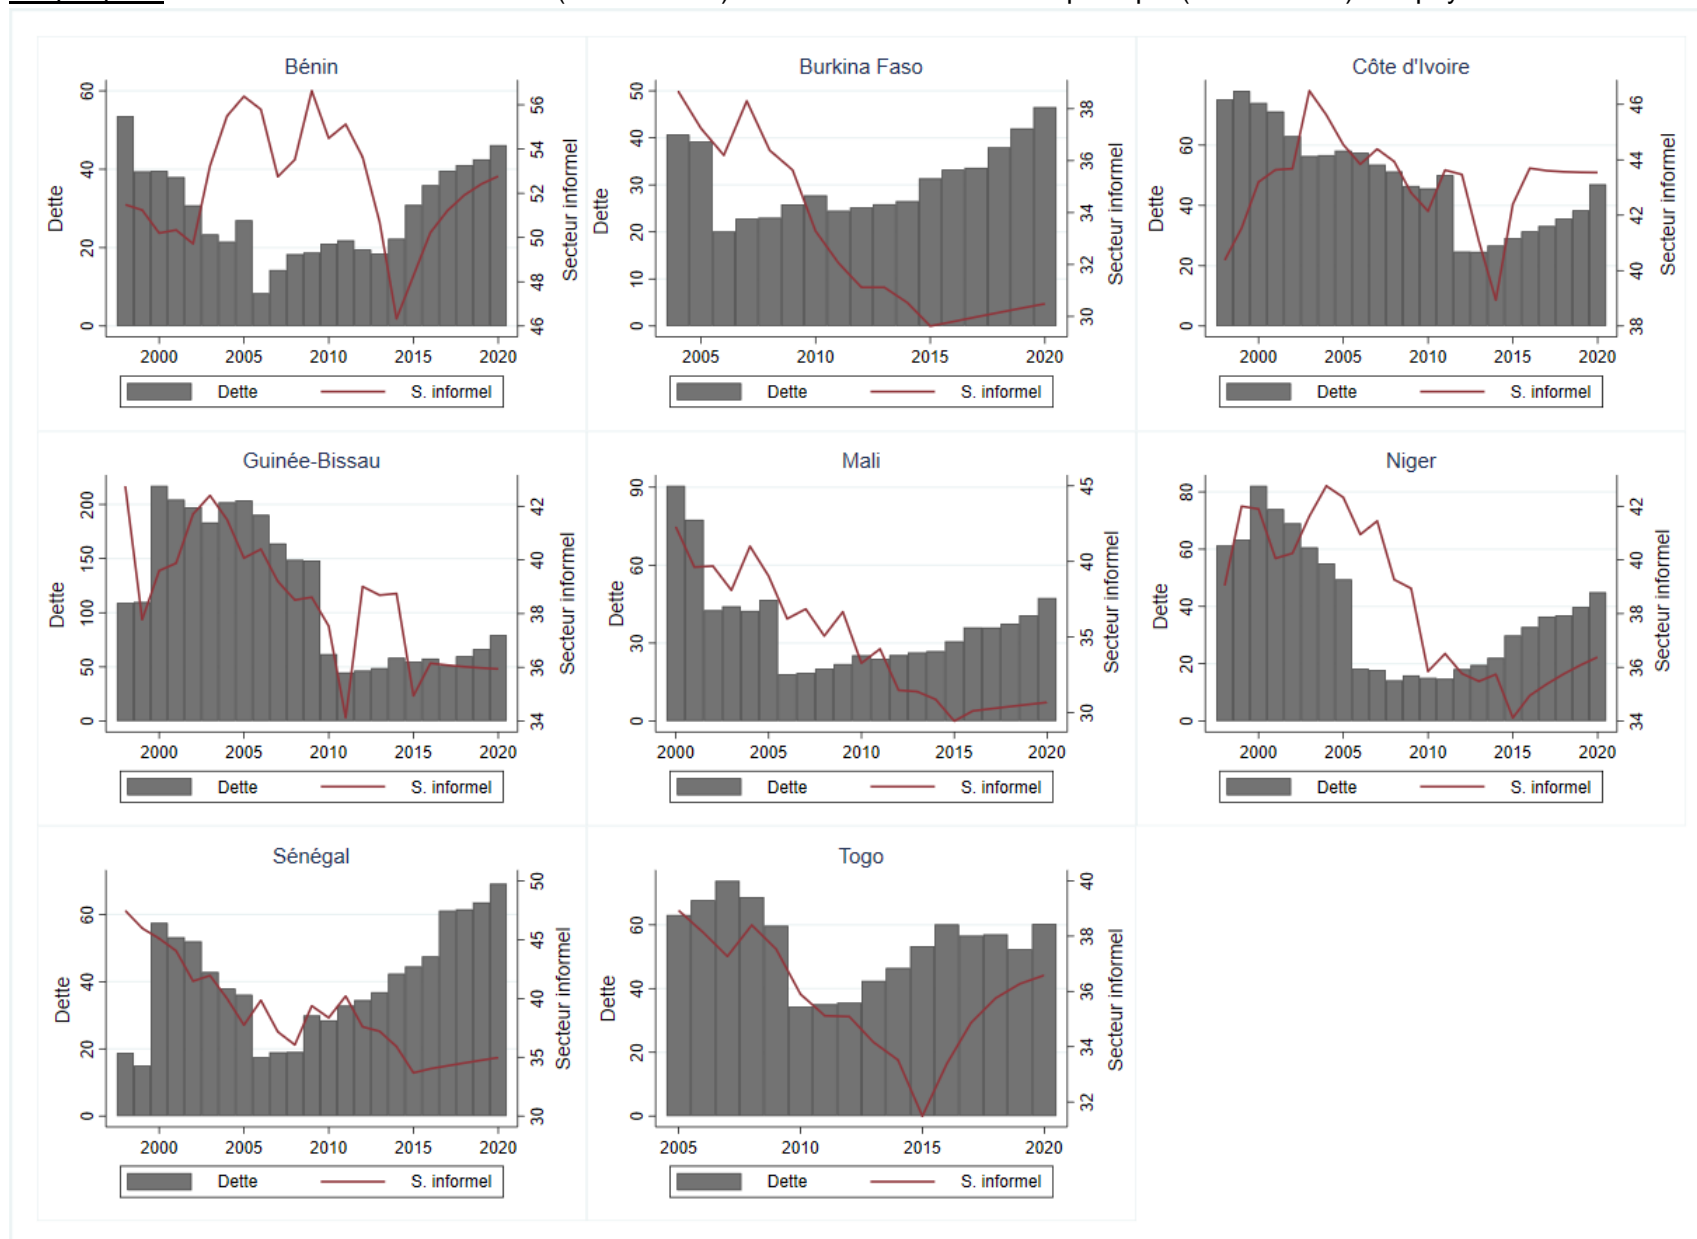 Bénin Burkina Faso Côte d'Ivoire
Dette 0 20 40 60 46 48 50 52 54 56 Secteur informel
2000 2005 2010 2015 2020
Dette S. informel
Dette 0 10 20 30 40 50 30 32 34 36 38 Secteur informel
2005 2010 2015 2020
Dette S. informel
Dette 0 20 40 60 38 40 42 44 46 Secteur informel
2000 2005 2010 2015 2020
Dette S. informel
Guinée-Bissau Mali Niger
Dette 0 50 100 150 200 34 36 38 40 42 Secteur informel
2000 2005 2010 2015 2020
Dette S. informel
Dette 0 30 60 90 30 35 40 45 Secteur informel
2000 2005 2010 2015 2020
Dette S. informel
Dette 0 20 40 60 80 34 36 38 40 42 Secteur informel
2000 2005 2010 2015 2020
Dette S. informel
Sénégal Togo
Dette 0 20 40 60 30 35 40 45 50 Secteur informel
2000 2005 2010 2015 2020
Dette S. informel
Dette 0 20 40 60 32 34 36 38 40 Secteur informel
2005 2010 2015 2020
Dette S. informel